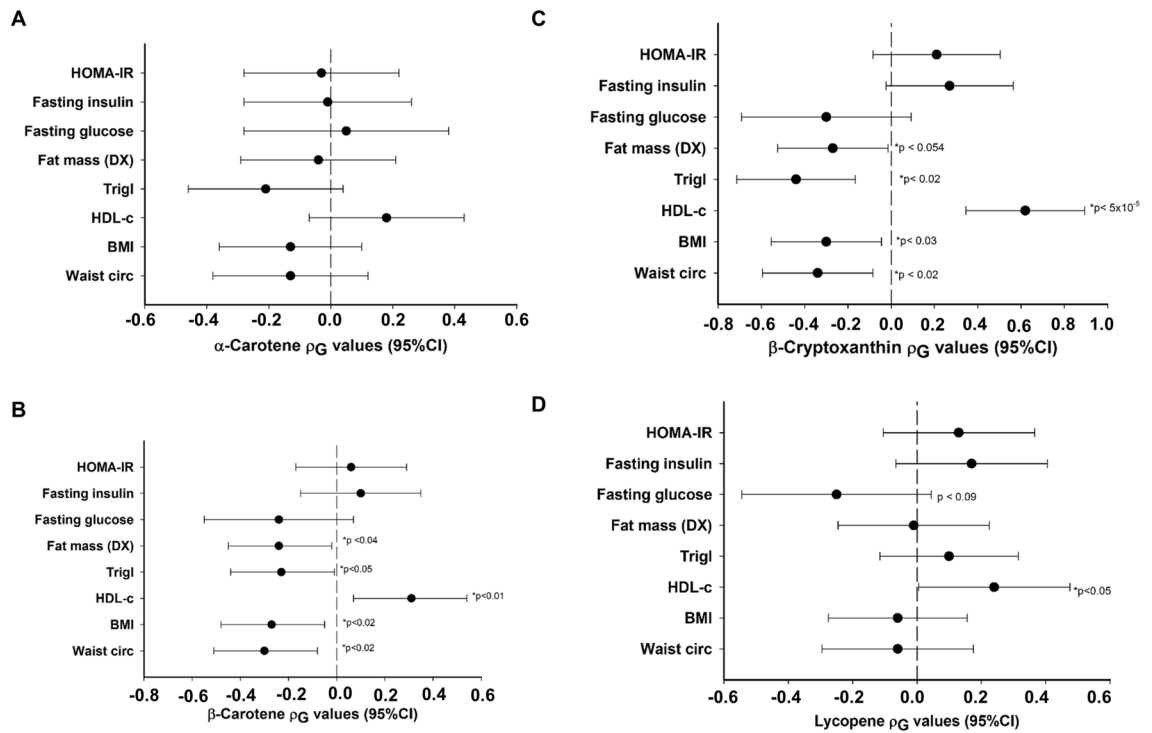 A
HOMA-IR
Fasting insulin
Fasting glucose
Fat mass (DX)
Trigl
HDL-c
BMI
Waist circ
-0.6 -0.4 -0.2 0.0 0.2 0.4 0.6
α-Carotene ρG values (95%CI)
B
HOMA-IR
Fasting insulin
Fasting glucose
Fat mass (DX) *p <0.04
Trigl *p<0.05
HDL-c *p<0.01
BMI *p<0.02
Waist circ *p<0.02
-0.8 -0.6 -0.4 -0.2 0.0 0.2 0.4 0.6
β-Carotene ρG values (95%CI)
C
HOMA-IR
Fasting insulin
Fasting glucose
Fat mass (DX) *p < 0.054
Trigl *p< 0.02
HDL-c *p< 5x10-5
BMI *p< 0.03
Waist circ *p < 0.02
-0.8 -0.6 -0.4 -0.2 0.0 0.2 0.4 0.6 0.8 1.0
β-Cryptoxanthin ρG values (95%CI)
D
HOMA-IR
Fasting insulin
Fasting glucose p < 0.09
Fat mass (DX)
Trigl
HDL-c *p<0.05
BMI
Waist circ
-0.6 -0.4 -0.2 0.0 0.2 0.4 0.6
Lycopene ρG values (95%CI)